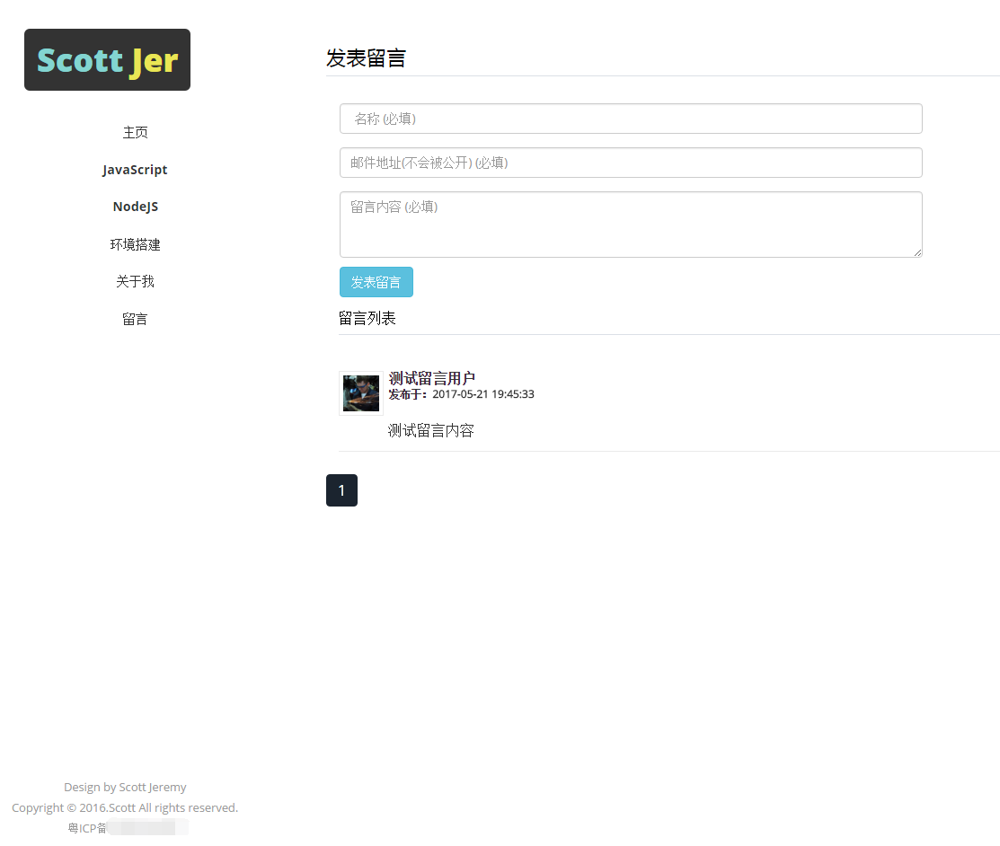 Scott Jer
主页
JavaScript
NodeJS
环境搭建
关于我
留言
发表留言
名称 (必填)
邮件地址(不会被公开) (必填)
留言内容 (必填)
发表留言
留言列表
测试留言用户
发布于：2017-05-21 19:45:33
测试留言内容
1
Design by Scott Jeremy
Copyright © 2016.Scott All rights reserved.
粤ICP备